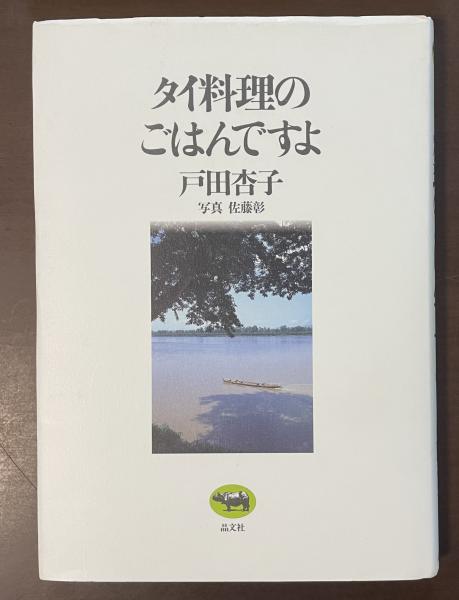 タイ料理の
ごはんですよ
戸田杏子
写真 佐藤彰
晶文社